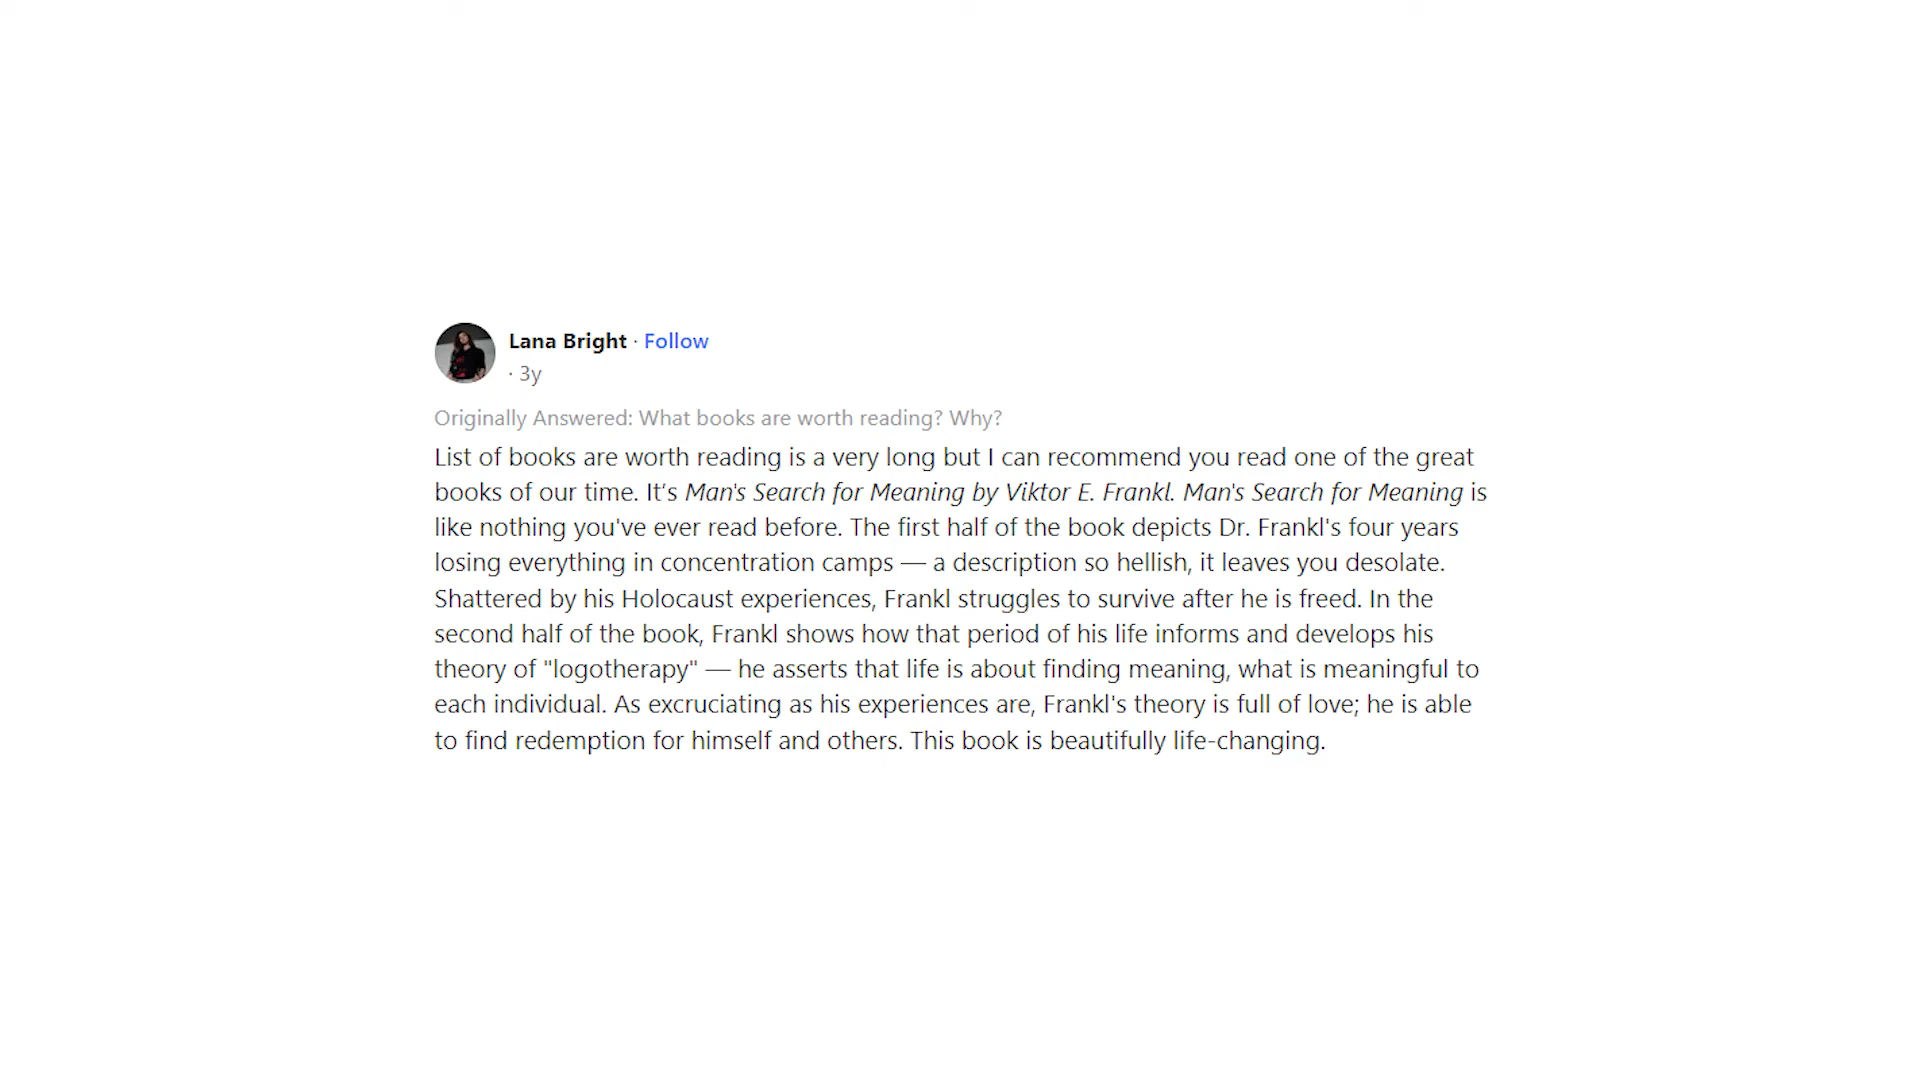 Lana Bright · Follow
· 3y
Originally Answered: What books are worth reading? Why?
List of books are worth reading is a very long but I can recommend you read one of the great
books of our time. It’s Man's Search for Meaning by Viktor E. Frankl. Man's Search for Meaning is
like nothing you've ever read before. The first half of the book depicts Dr. Frankl's four years
losing everything in concentration camps — a description so hellish, it leaves you desolate.
Shattered by his Holocaust experiences, Frankl struggles to survive after he is freed. In the
second half of the book, Frankl shows how that period of his life informs and develops his
theory of "logotherapy" — he asserts that life is about finding meaning, what is meaningful to
each individual. As excruciating as his experiences are, Frankl's theory is full of love; he is able
to find redemption for himself and others. This book is beautifully life-changing.